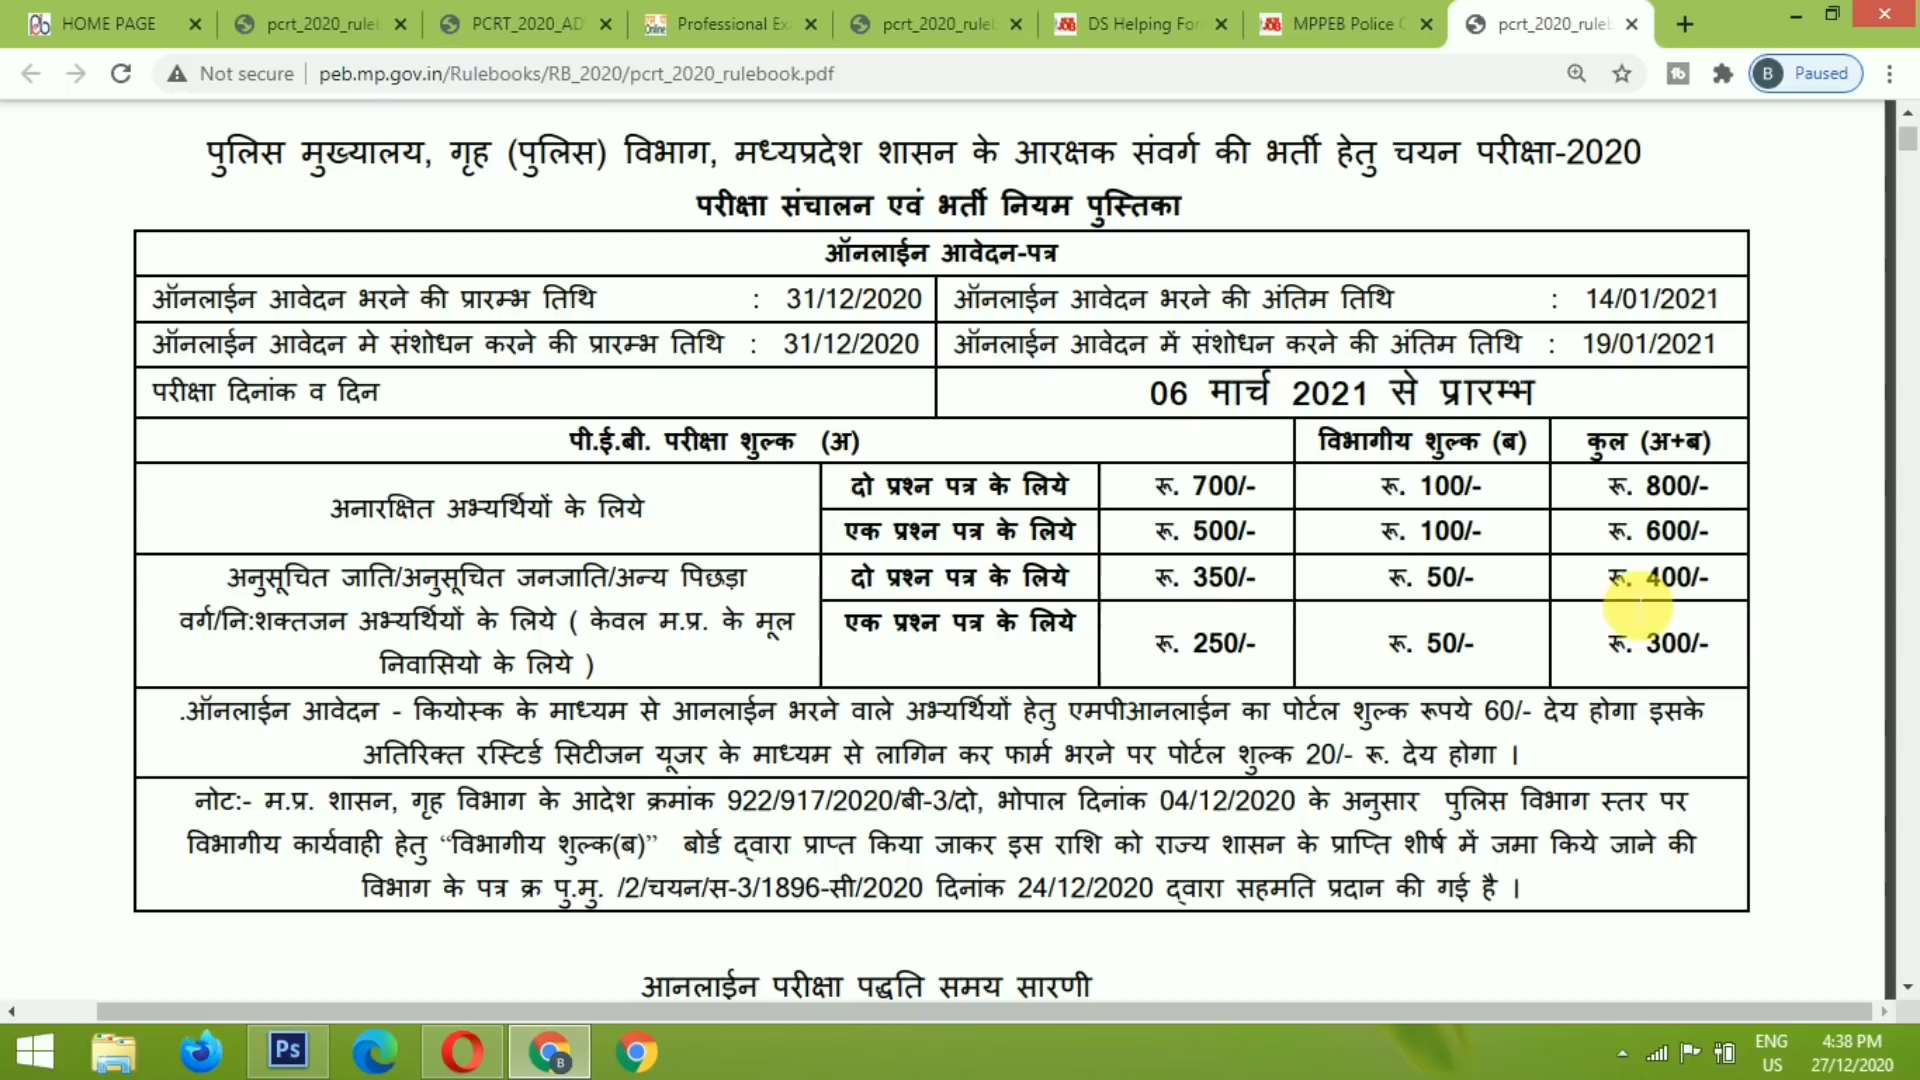 HOME PAGE
pcrt_2020_ruleb
PCRT_2020_AD
Professional Ex
pcrt_2020_ruleb
DS Helping For
MPPEB Police C
pcrt_2020_ruleb
Not secure
peb.mp.gov.in/Rulebooks/RB_2020/pcrt_2020_rulebook.pdf
B Paused
पुलिस मुख्यालय, गृह (पुलिस) विभाग, मध्यप्रदेश शासन के आरक्षक संवर्ग की भर्ती हेतु चयन परीक्षा-2020
परीक्षा संचालन एवं भर्ती नियम पुस्तिका
ऑनलाईन आवेदन-पत्र
ऑनलाईन आवेदन भरने की प्रारम्भ तिथि : 31/12/2020
ऑनलाईन आवेदन भरने की अंतिम तिथि : 14/01/2021
ऑनलाईन आवेदन मे संशोधन करने की प्रारम्भ तिथि : 31/12/2020
ऑनलाईन आवेदन में संशोधन करने की अंतिम तिथि : 19/01/2021
परीक्षा दिनांक व दिन
06 मार्च 2021 से प्रारम्भ
पी.ई.बी. परीक्षा शुल्क (अ)
विभागीय शुल्क (ब)
कुल (अ+ब)
अनारक्षित अभ्यर्थियों के लिये
दो प्रश्न पत्र के लिये
रू. 700/-
रू. 100/-
रू. 800/-
एक प्रश्न पत्र के लिये
रू. 500/-
रू. 100/-
रू. 600/-
अनुसूचित जाति/अनुसूचित जनजाति/अन्य पिछड़ा
वर्ग/नि:शक्तजन अभ्यर्थियों के लिये ( केवल म.प्र. के मूल
निवासियो के लिये )
दो प्रश्न पत्र के लिये
रू. 350/-
रू. 50/-
रू. 400/-
एक प्रश्न पत्र के लिये
रू. 250/-
रू. 50/-
रू. 300/-
.ऑनलाईन आवेदन - कियोस्क के माध्यम से आनलाईन भरने वाले अभ्यर्थियों हेतु एमपीआनलाईन का पोर्टल शुल्क रूपये 60/- देय होगा इसके
अतिरिक्त रस्टिर्ड सिटीजन यूजर के माध्यम से लागिन कर फार्म भरने पर पोर्टल शुल्क 20/- रू. देय होगा ।
नोट:- म.प्र. शासन, गृह विभाग के आदेश क्रमांक 922/917/2020/बी-3/दो, भोपाल दिनांक 04/12/2020 के अनुसार पुलिस विभाग स्तर पर
विभागीय कार्यवाही हेतु “विभागीय शुल्क(ब)” बोर्ड द्वारा प्राप्त किया जाकर इस राशि को राज्य शासन के प्राप्ति शीर्ष में जमा किये जाने की
विभाग के पत्र क्र पु.मु. /2/चयन/स-3/1896-सी/2020 दिनांक 24/12/2020 द्वारा सहमति प्रदान की गई है ।
आनलाईन परीक्षा पद्धति समय सारणी
Ps
B
ENG
US
4:38 PM
27/12/2020